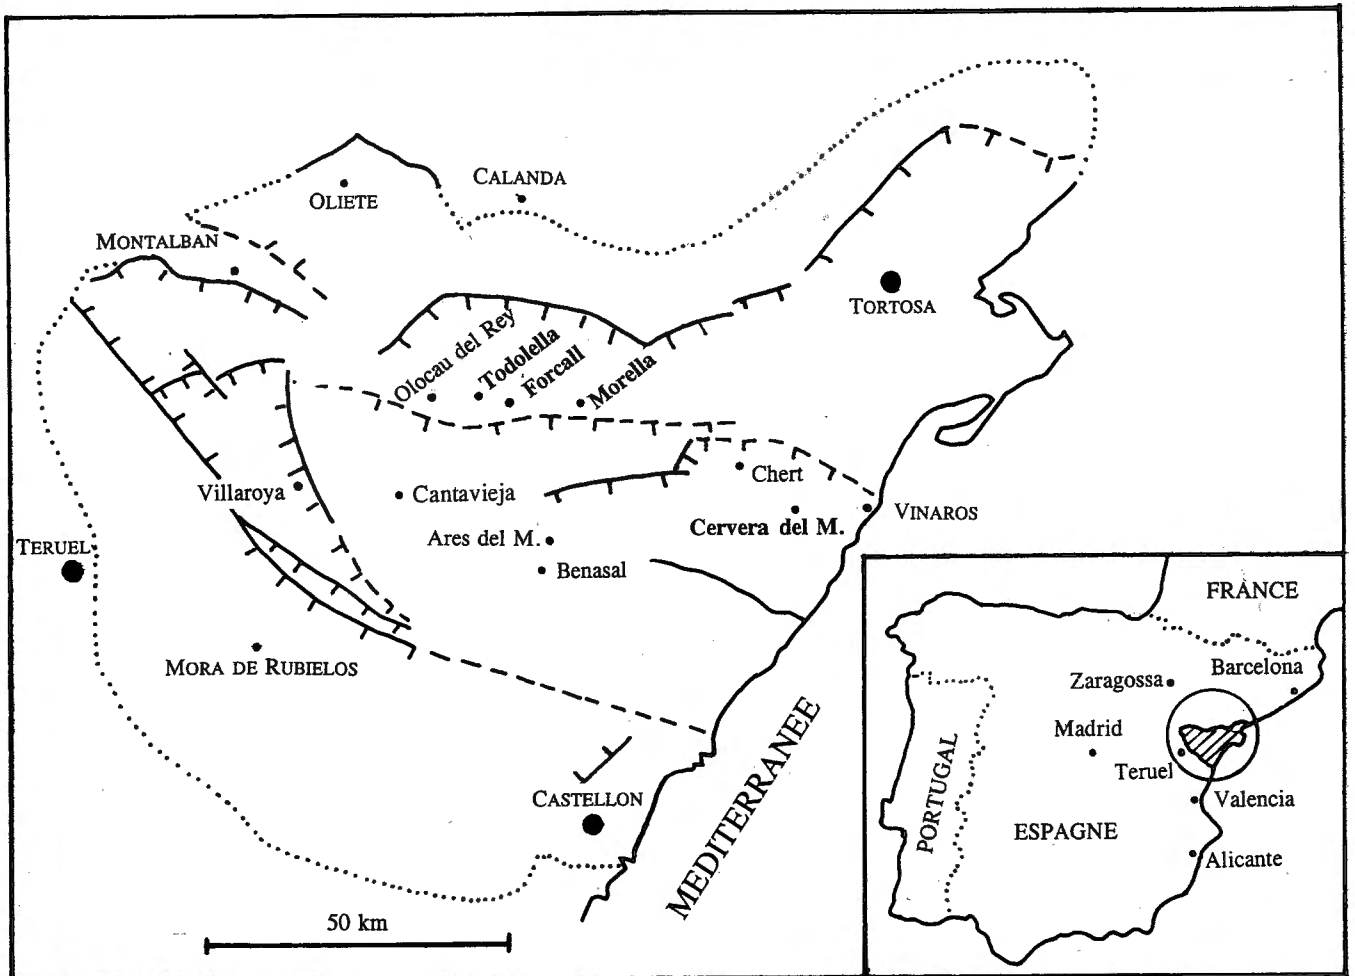 CALANDA
OLIETE
MONTALBAN
TORTOSA
Olocau del Rey
Todolella
Forcall
Morella
Chert
Villaroya
Cantavieja
Cervera del M.
VINAROS
Ares del M.
TERUEL
Benasal
MORA DE RUBIELOS
MEDITERRANEE
CASTELLON
50 km
FRANCE
Barcelona
Zaragossa
Madrid
Teruel
PORTUGAL
Valencia
ESPAGNE
Alicante